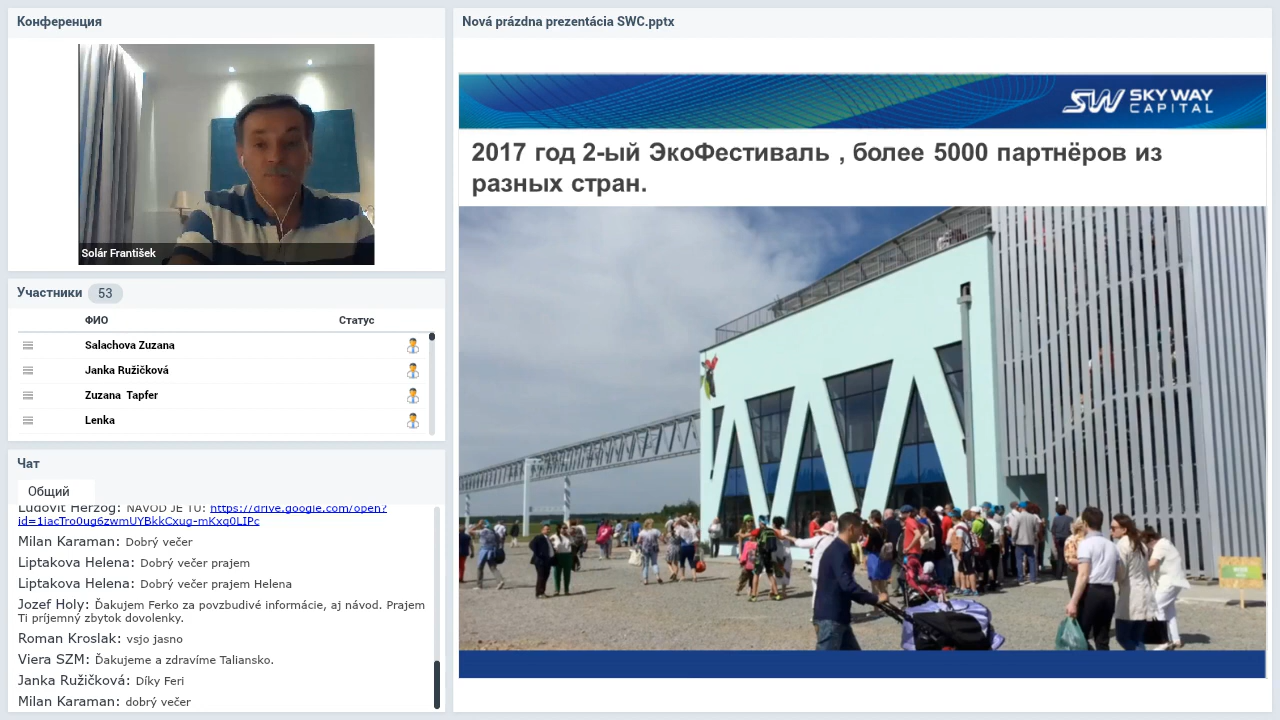 Конференция
Solár František
Участники 53
ФИО Статус
Salachova Zuzana
Janka Ružičková
Zuzana Tapfer
Lenka
Чат
Общий
Ludovit Herzog: NÁVOD JE TU: https://drive.google.com/open?
id=1iacTro0ug6zwmUYBkkCxug-mKxq0LIPc
Milan Karaman: Dobrý večer
Liptakova Helena: Dobrý večer prajem
Liptakova Helena: Dobrý večer prajem Helena
Jozef Holy: Ďakujem Ferko za povzbudivé informácie, aj návod. Prajem
Ti príjemný zbytok dovolenky.
Roman Kroslak: vsjo jasno
Viera SZM: Ďakujeme a zdravíme Taliansko.
Janka Ružičková: Díky Feri
Milan Karaman: dobrý večer
Nová prázdna prezentácia SWC.pptx
SW SKY WAY
CAPITAL
2017 год 2-ый ЭкоФестиваль , более 5000 партнёров из
разных стран.